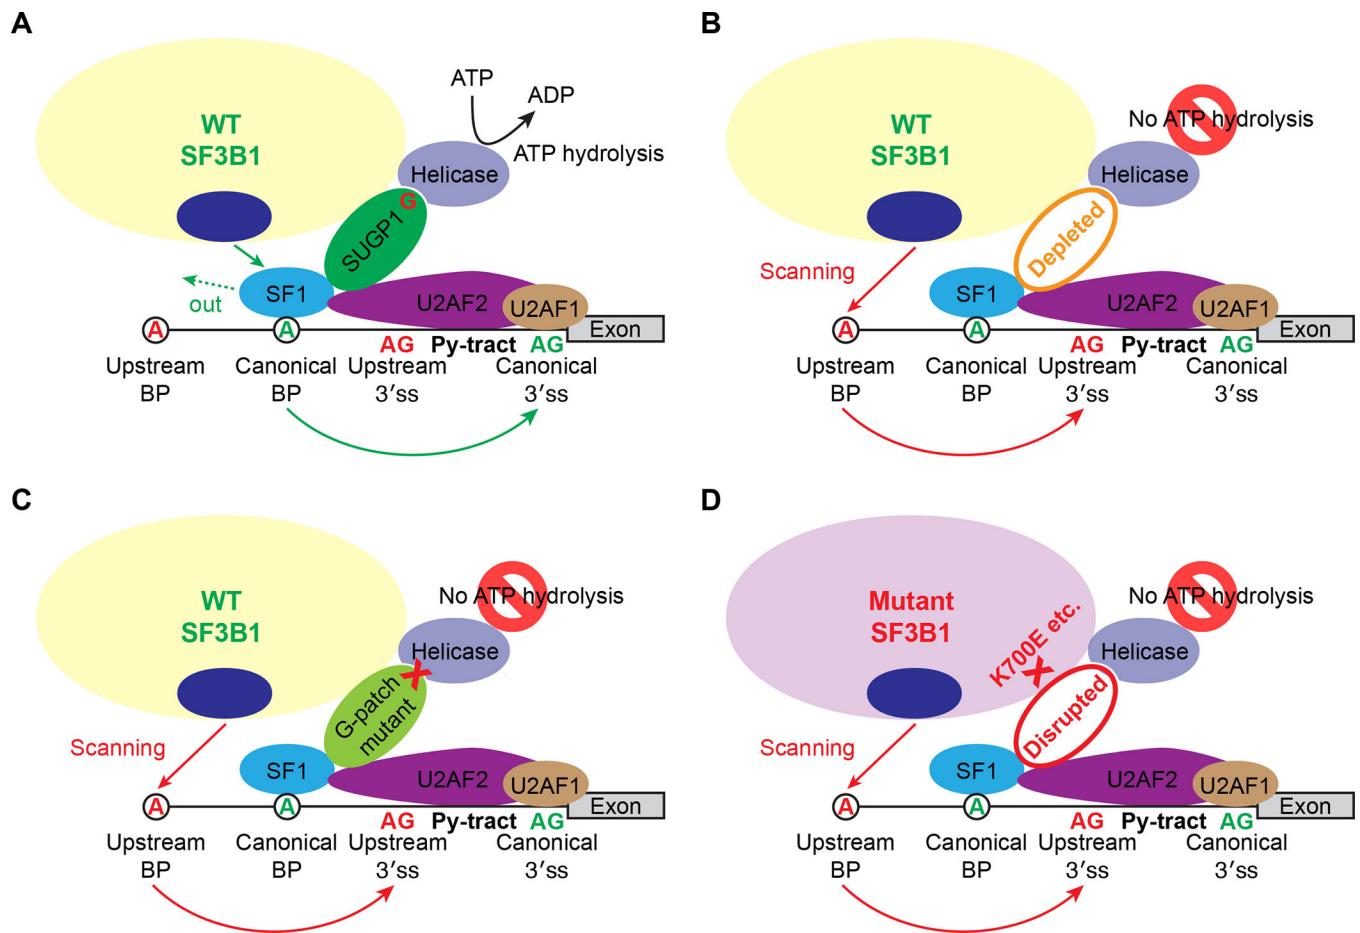 A
WT
SF3B1
ATP
ADP
ATP hydrolysis
Helicase
G
SUGP1
SF1
out
U2AF2
U2AF1
A
A
Exon
AG Py-tract AG
Upstream Canonical Upstream Canonical
BP BP 3′ss 3′ss
B
WT
SF3B1
No ATP hydrolysis
Helicase
Depleted
Scanning
SF1
U2AF2
U2AF1
A
A
Exon
AG Py-tract AG
Upstream Canonical Upstream Canonical
BP BP 3′ss 3′ss
C
WT
SF3B1
No ATP hydrolysis
Helicase
G-patch
mutant
Scanning
SF1
U2AF2
U2AF1
A
A
Exon
AG Py-tract AG
Upstream Canonical Upstream Canonical
BP BP 3′ss 3′ss
D
Mutant
SF3B1
K700E etc.
No ATP hydrolysis
Helicase
Disrupted
Scanning
SF1
U2AF2
U2AF1
A
A
Exon
AG Py-tract AG
Upstream Canonical Upstream Canonical
BP BP 3′ss 3′ss